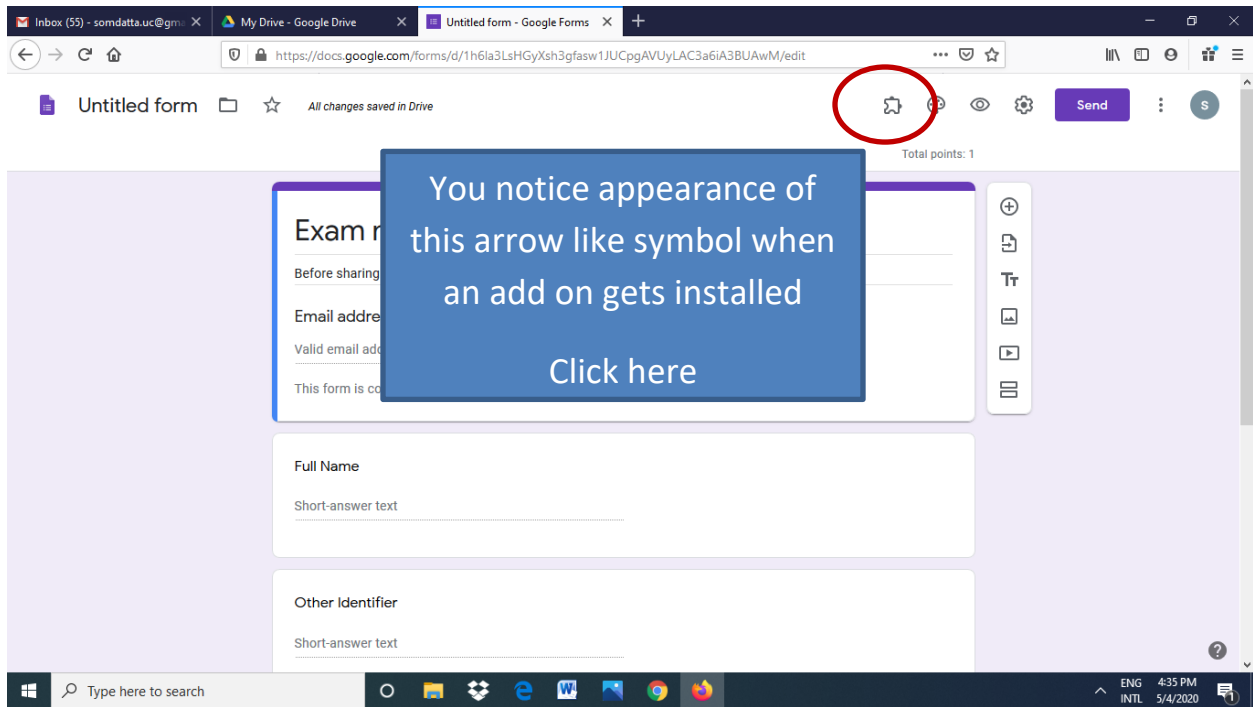 Inbox (55) - somdatta.uc@gma
My Drive - Google Drive
Untitled form - Google Forms
https://docs.google.com/forms/d/1h6la3LsHGyXsh3gfasw1JUCpgAVUyLAC3a6iA3BUAwM/edit
Untitled form
All changes saved in Drive
Send
S
Total points: 1
You notice appearance of
this arrow like symbol when
an add on gets installed
Click here
Exam
Before sharing
Email addre
Valid email add
This form is co
Full Name
Short-answer text
Other Identifier
Short-answer text
Type here to search
ENG 4:35 PM
INTL 5/4/2020